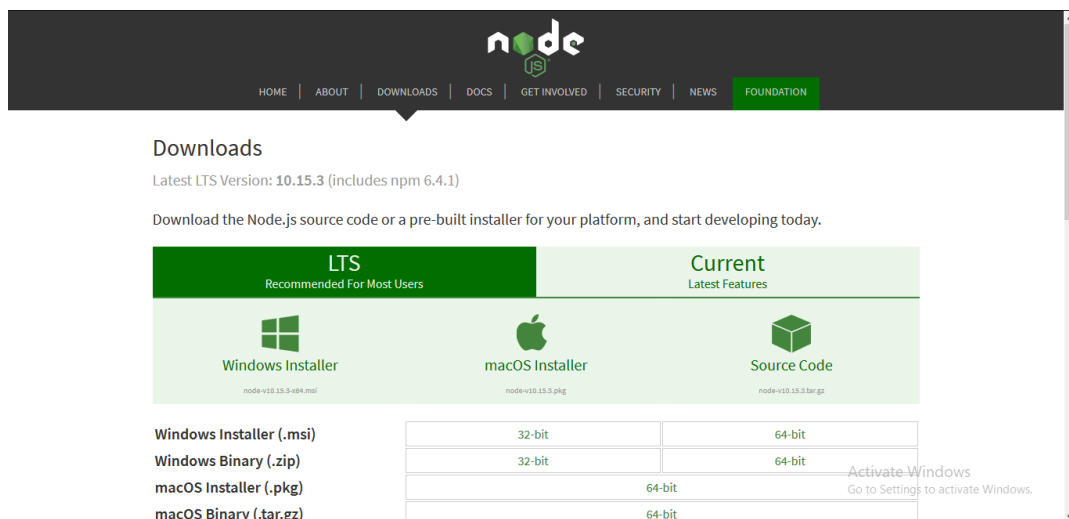 node
JS
HOME | ABOUT | DOWNLOADS | DOCS | GET INVOLVED | SECURITY | NEWS FOUNDATION
Downloads
Latest LTS Version: 10.15.3 (includes npm 6.4.1)
Download the Node.js source code or a pre-built installer for your platform, and start developing today.
LTS
Recommended For Most Users
Current
Latest Features
Windows Installer
node-v10.15.3-x64.msi
macOS Installer
node-v10.15.3.pkg
Source Code
node-v10.15.3.tar.gz
Windows Installer (.msi) 32-bit 64-bit
Windows Binary (.zip) 32-bit 64-bit
macOS Installer (.pkg) 64-bit
macOS Binary (.tar.gz) 64-bit
Activate Windows
Go to Settings to activate Windows.